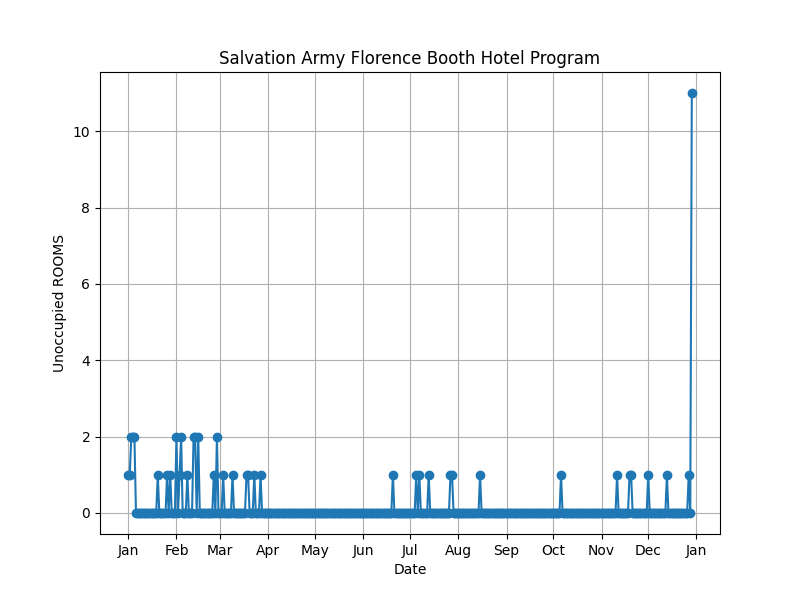 Salvation Army Florence Booth Hotel Program
Unoccupied ROOMS
10
8
6
4
2
0
Jan Feb Mar Apr May Jun Jul Aug Sep Oct Nov Dec Jan
Date